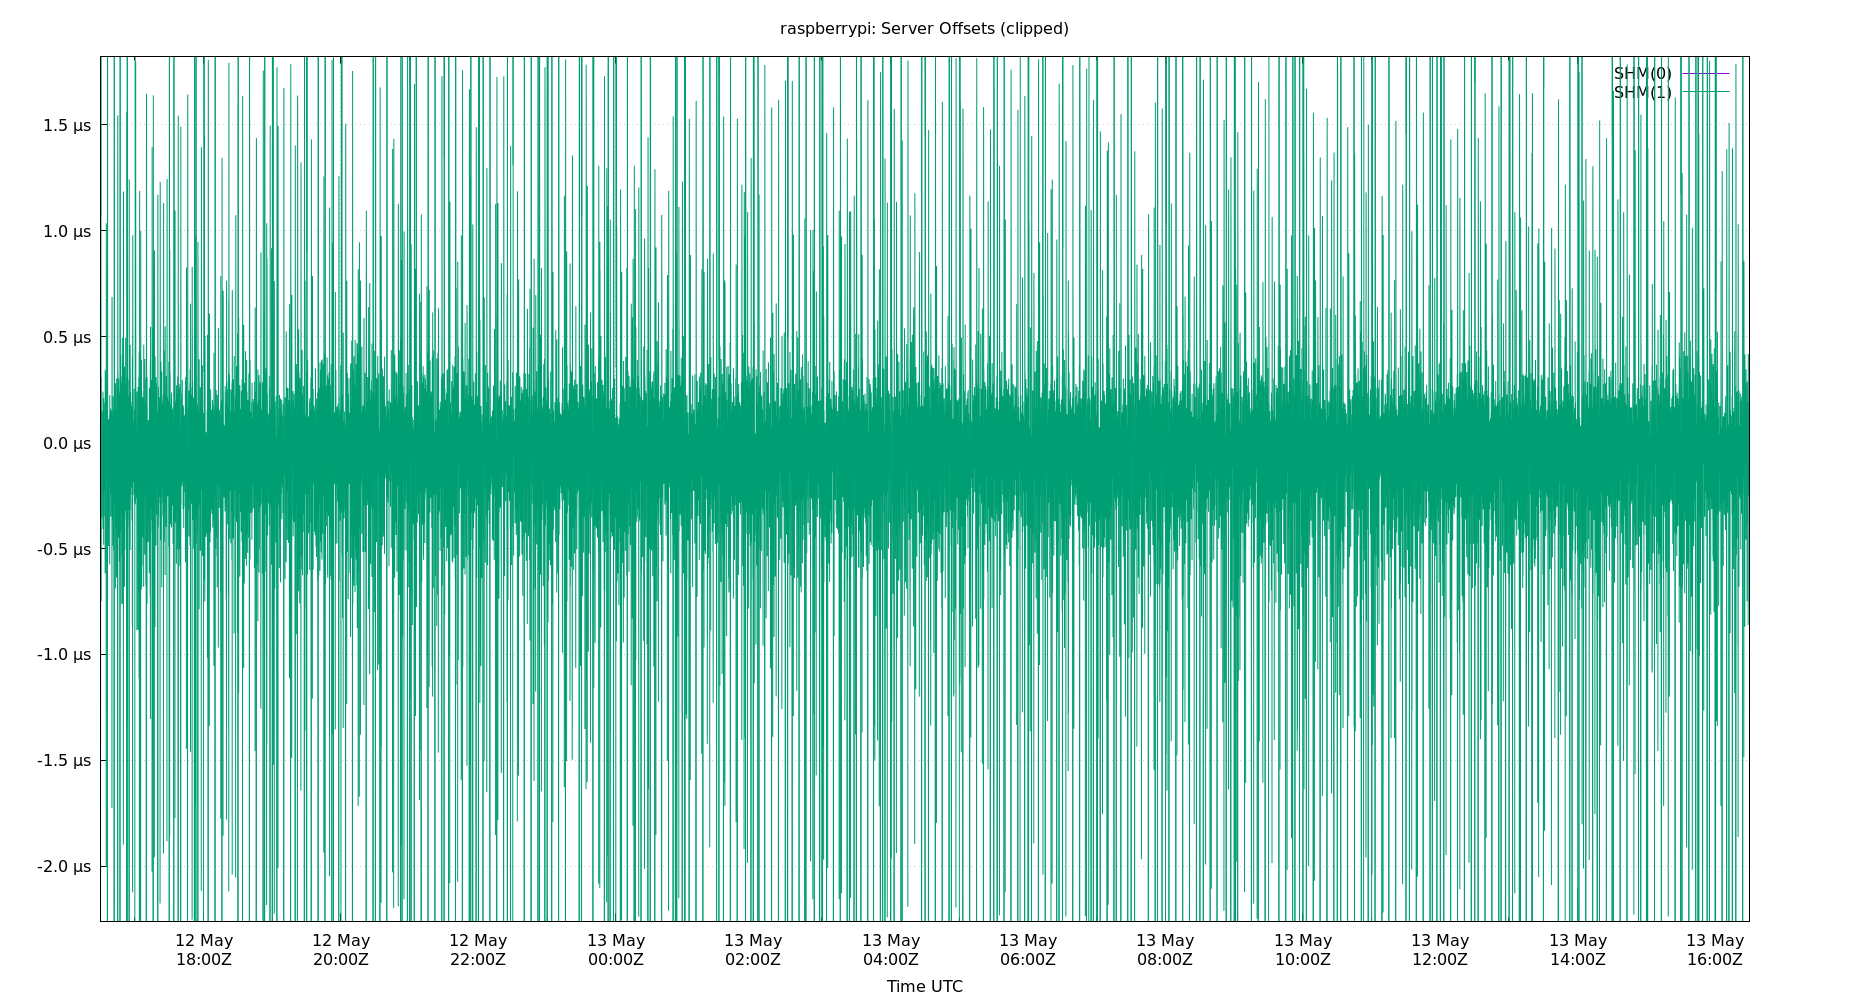 raspberrypi: Server Offsets (clipped)
SHM(0)
SHM(1)
1.5 µs
1.0 µs
0.5 µs
0.0 µs
-0.5 µs
-1.0 µs
-1.5 µs
-2.0 µs
12 May 12 May 12 May 13 May 13 May 13 May 13 May 13 May 13 May 13 May 13 May 13 May
18:00Z 20:00Z 22:00Z 00:00Z 02:00Z 04:00Z 06:00Z 08:00Z 10:00Z 12:00Z 14:00Z 16:00Z
Time UTC